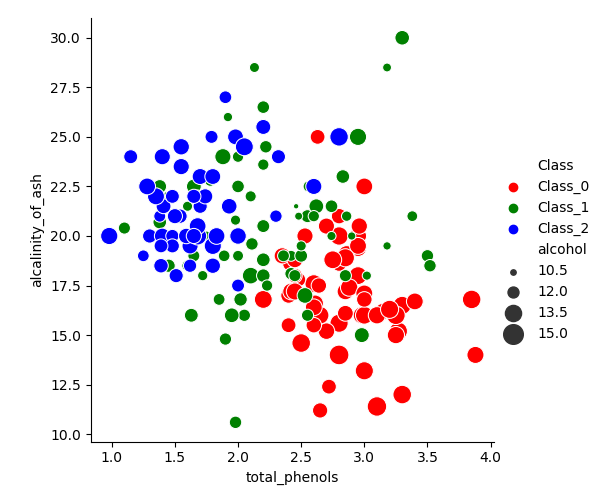 30.0
27.5
25.0
22.5
20.0
17.5
15.0
12.5
10.0
alcalinity_of_ash
1.0 1.5 2.0 2.5 3.0 3.5 4.0
total_phenols
Class
Class_0
Class_1
Class_2
alcohol
10.5
12.0
13.5
15.0